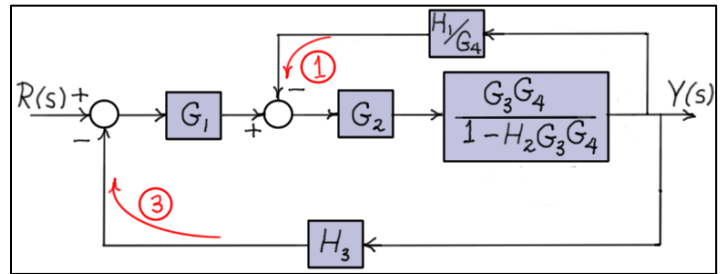 H₁/G₄
①
−
R(s) + G₁ + G₂ G₃G₄ Y(s)
1 − H₂G₃G₄
−
③
H₃